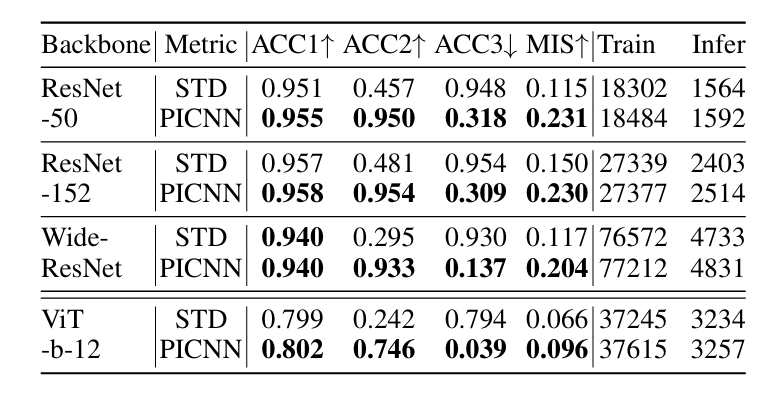 Backbone Metric ACC1↑ ACC2↑ ACC3↓ MIS↑ Train Infer
ResNet STD 0.951 0.457 0.948 0.115 18302 1564
-50 PICNN 0.955 0.950 0.318 0.231 18484 1592
ResNet STD 0.957 0.481 0.954 0.150 27339 2403
-152 PICNN 0.958 0.954 0.309 0.230 27377 2514
Wide- STD 0.940 0.295 0.930 0.117 76572 4733
ResNet PICNN 0.940 0.933 0.137 0.204 77212 4831
ViT STD 0.799 0.242 0.794 0.066 37245 3234
-b-12 PICNN 0.802 0.746 0.039 0.096 37615 3257